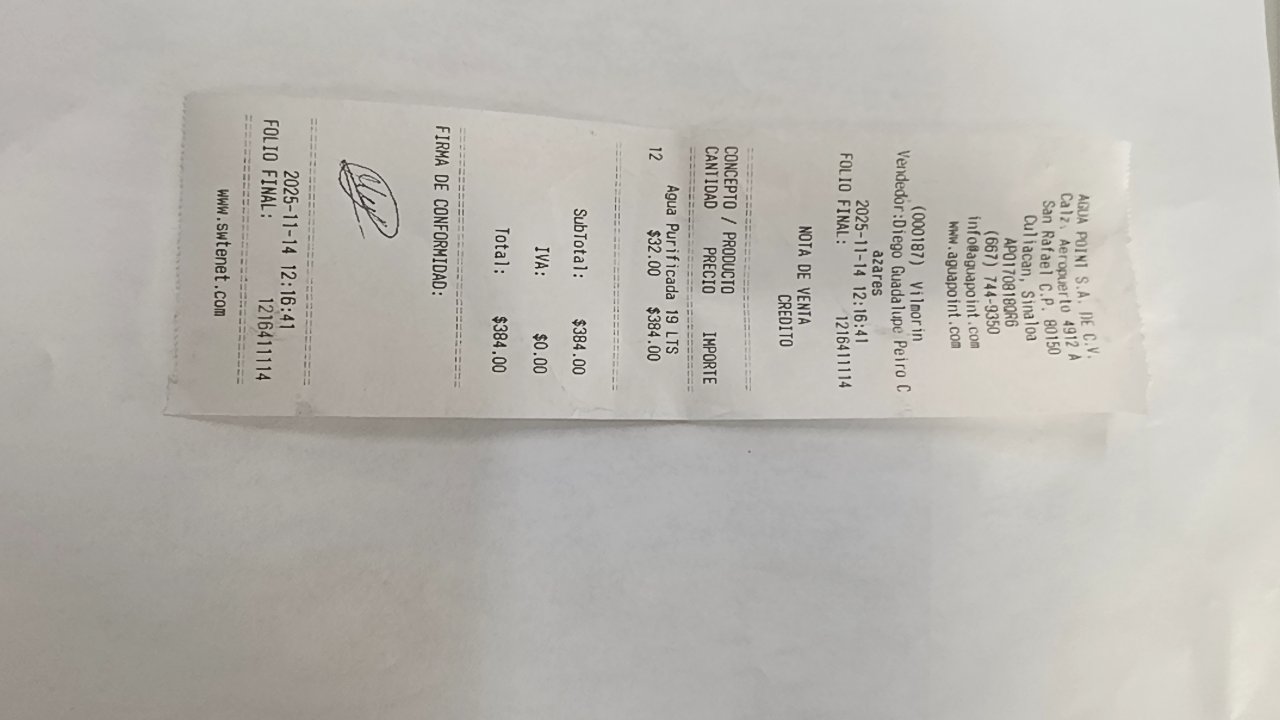 AGUA POINT S.A. DE C.V.
Calz. Aeropuerto 4912 A
San Rafael C.P. 80150
Culiacan, Sinaloa
APO170818QR6
(667) 744-9350
info@aguapoint.com
www.aguapoint.com
(000187) Vilmorin
Vendedor:Diego Guadalupe Peiro C
azares
2025-11-14 12:16:41
FOLIO FINAL: 1216411114
NOTA DE VENTA
CREDITO
CONCEPTO / PRODUCTO
CANTIDAD PRECIO IMPORTE
Agua Purificada 19 LTS
12 $32.00 $384.00
SubTotal: $384.00
IVA: $0.00
Total: $384.00
FIRMA DE CONFORMIDAD:
2025-11-14 12:16:41
FOLIO FINAL: 1216411114
www.swtenet.com